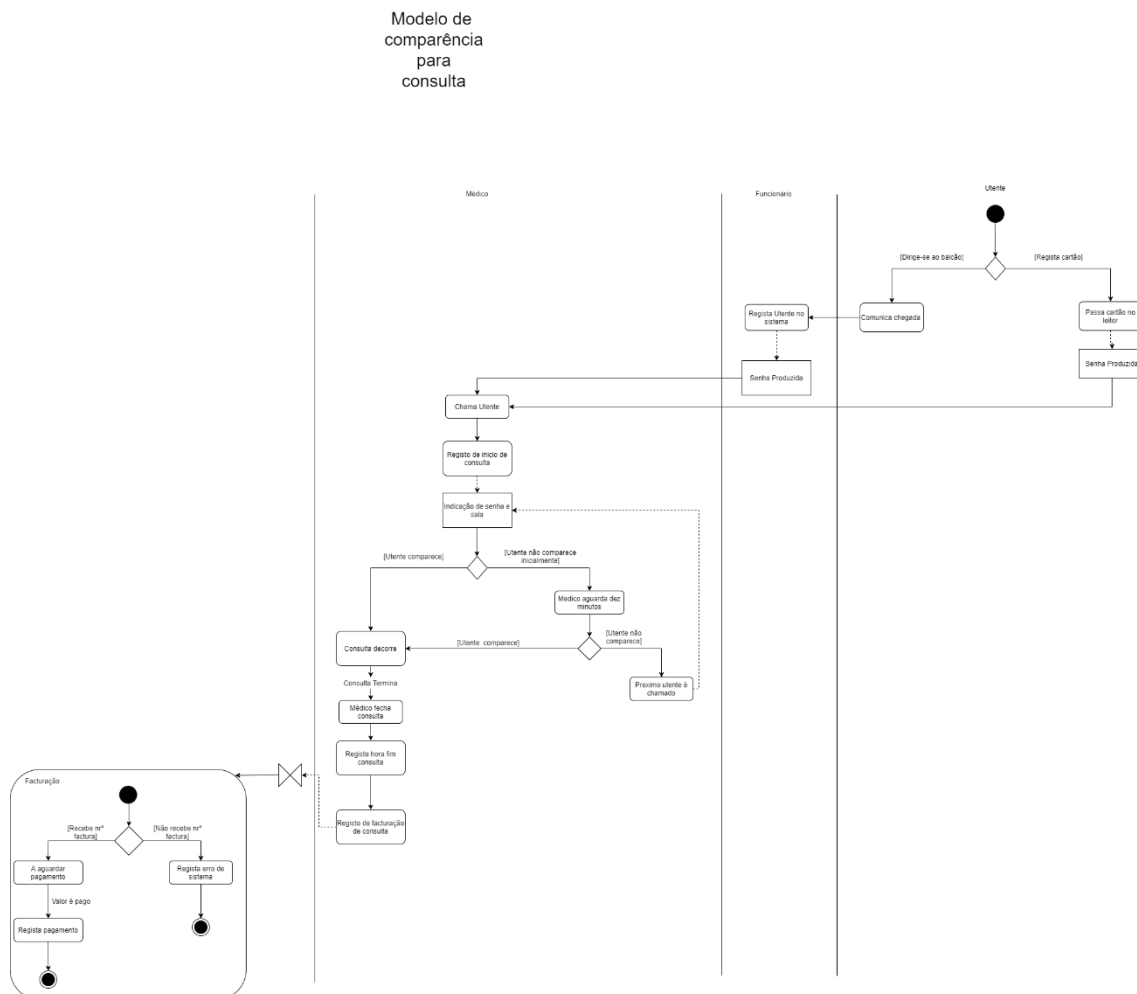 Modelo de
comparência
para
consulta
Médico
Funcionário
Utente
[Dirige-se ao balcão]
[Regista cartão]
Regista Utente no
sistema
Comunica chegada
Passa cartão no
leitor
Senha Produzida
Senha Produzida
Chama Utente
Registo de inicio de
consulta
Indicação de senha e
sala
[Utente comparece]
[Utente não comparece
inicialmente]
Medico aguarda dez
minutos
[Utente comparece]
[Utente não
comparece]
Consulta decorre
Consulta Termina
Proximo utente é
chamado
Médico fecha
consulta
Registo hora fim
consulta
Registo de facturação
de consulta
Facturação
[Recebe nrº
factura]
[Não recebe nrº
factura]
A aguardar
pagamento
Regista erro de
sistema
Valor é pago
Regista pagamento